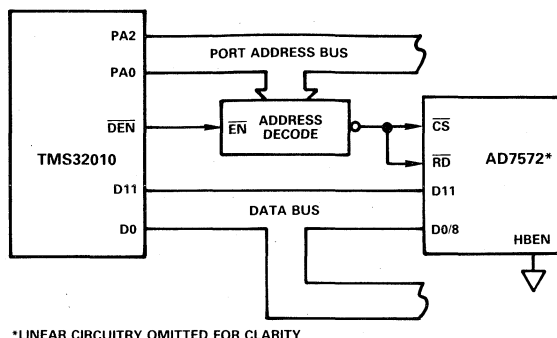 PA2
PORT ADDRESS BUS
PA0
DEN
EN
ADDRESS
DECODE
CS
TMS32010
RD
AD7572*
D11
D11
DATA BUS
D0
D0/8
HBEN
*LINEAR CIRCUITRY OMITTED FOR CLARITY